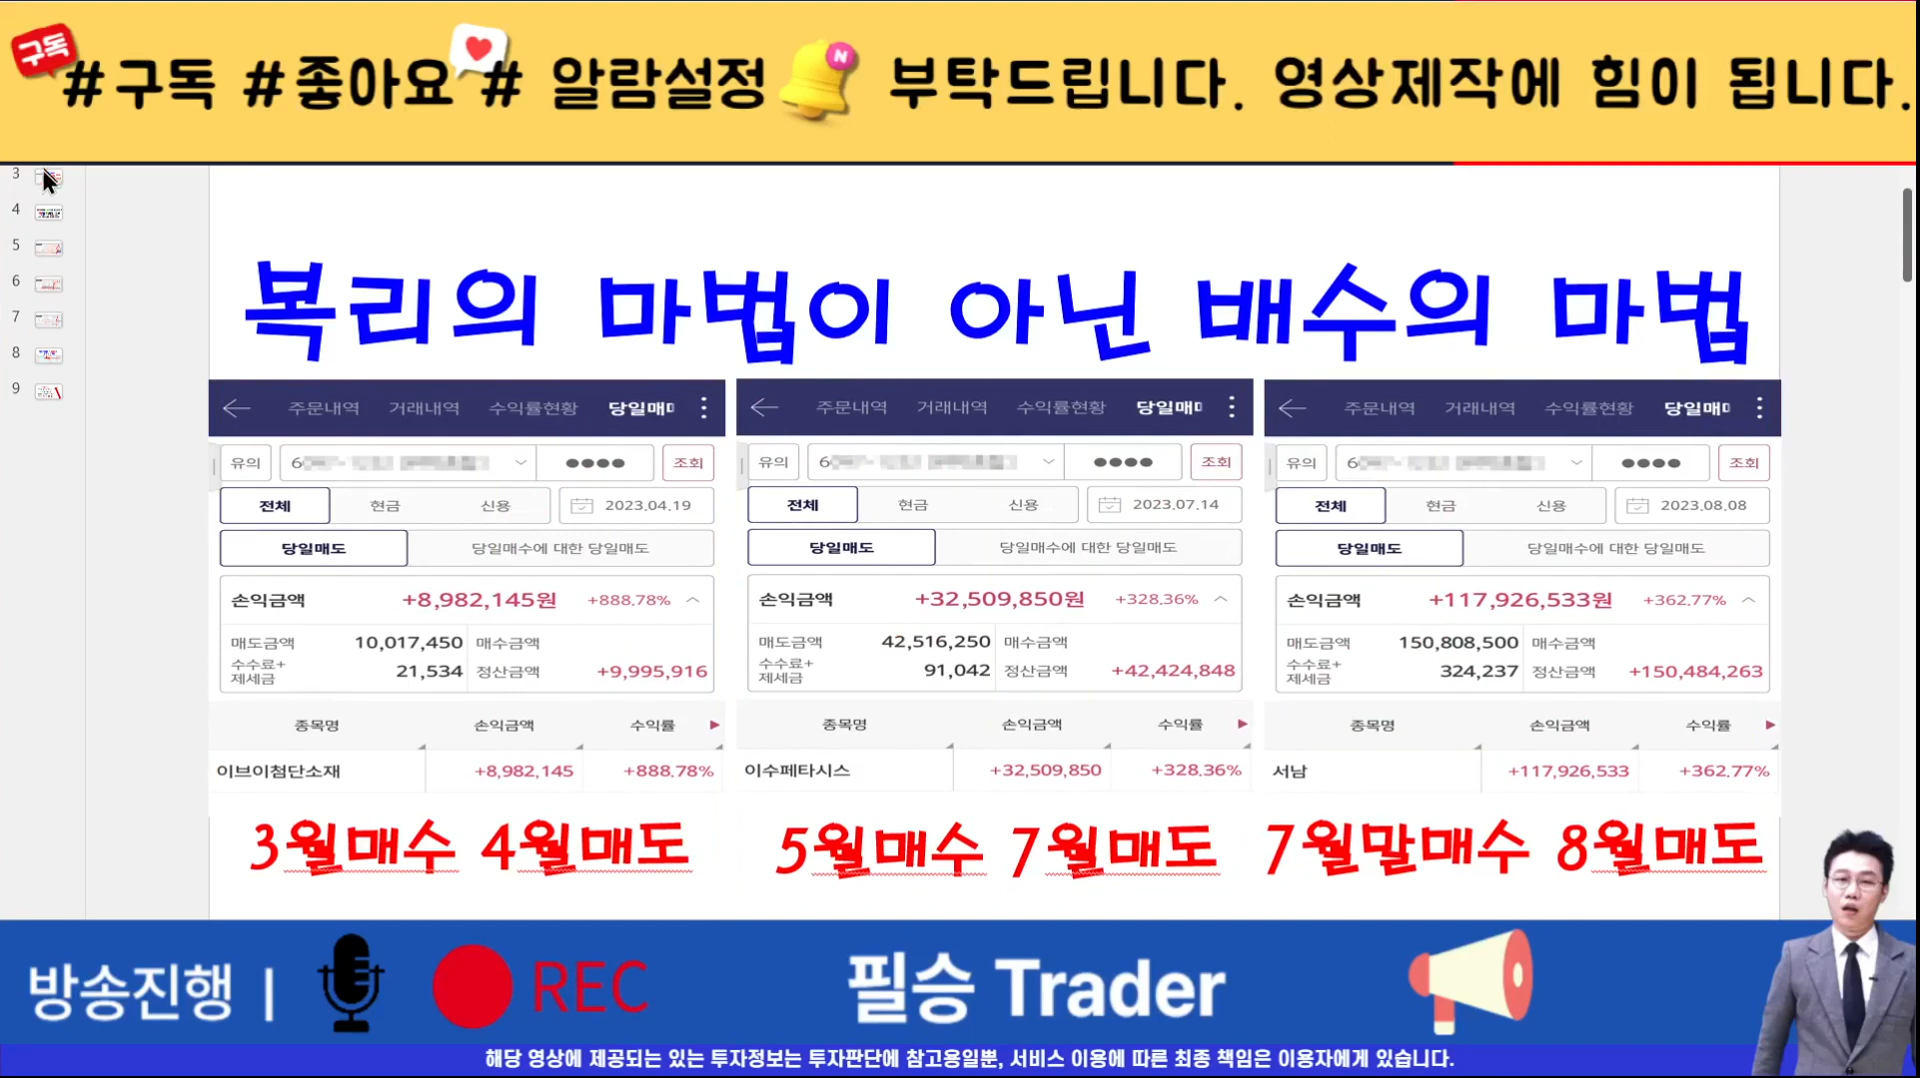 구독
#구독 #좋아요 # 알람설정 N 부탁드립니다. 영상제작에 힘이 됩니다.
3
4
5
6
7
8
9
복리의 마법이 아닌 배수의 마법
주문내역 거래내역 수익률현황 당일매
유의 6 조회
전체 현금 신용 2023.04.19
당일매도 당일매수에 대한 당일매도
손익금액 +8,982,145원 +888.78%
매도금액 10,017,450 매수금액
수수료+
제세금 21,534 정산금액 +9,995,916
종목명 손익금액 수익률
이브이첨단소재 +8,982,145 +888.78%
3월매수 4월매도
주문내역 거래내역 수익률현황 당일매
유의 6 조회
전체 현금 신용 2023.07.14
당일매도 당일매수에 대한 당일매도
손익금액 +32,509,850원 +328.36%
매도금액 42,516,250 매수금액
수수료+
제세금 91,042 정산금액 +42,424,848
종목명 손익금액 수익률
이수페타시스 +32,509,850 +328.36%
5월매수 7월매도
주문내역 거래내역 수익률현황 당일매
유의 6 조회
전체 현금 신용 2023.08.08
당일매도 당일매수에 대한 당일매도
손익금액 +117,926,533원 +362.77%
매도금액 150,808,500 매수금액
수수료+
제세금 324,237 정산금액 +150,484,263
종목명 손익금액 수익률
서남 +117,926,533 +362.77%
7월말매수 8월매도
방송진행 | REC 필승 Trader
해당 영상에 제공되는 있는 투자정보는 투자판단에 참고용일뿐, 서비스 이용에 따른 최종 책임은 이용자에게 있습니다.